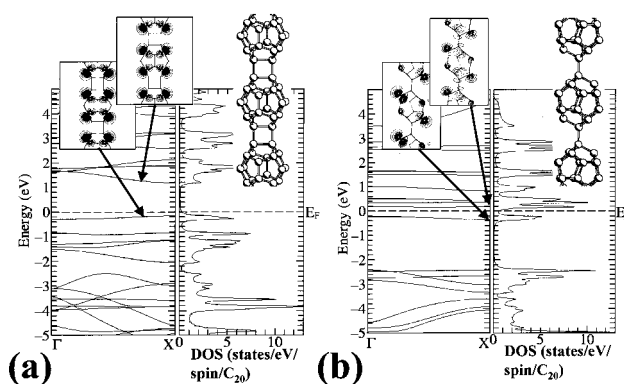 4
3
2
1
0
−1
−2
−3
−4
−5
Energy (eV)
Γ
X
0
5
10
DOS (states/eV/
spin/C20)
E_F
(a)
4
3
2
1
0
−1
−2
−3
−4
−5
Energy (eV)
Γ
X
0
5
10
DOS (states/eV/
spin/C20)
(b)